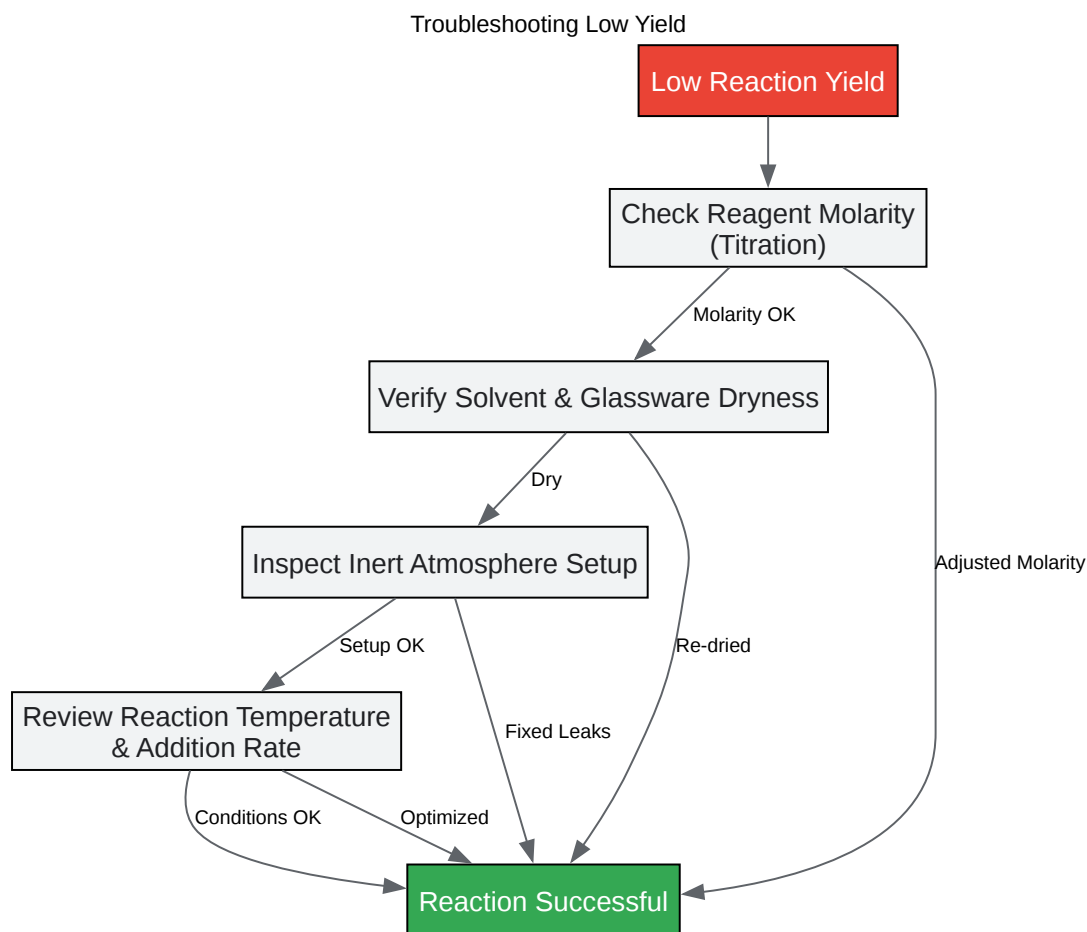 Troubleshooting Low Yield
Low Reaction Yield
Check Reagent Molarity
(Titration)
Molarity OK
Verify Solvent & Glassware Dryness
Dry
Inspect Inert Atmosphere Setup
Adjusted Molarity
Setup OK
Re-dried
Review Reaction Temperature
& Addition Rate
Fixed Leaks
Conditions OK
Optimized
Reaction Successful